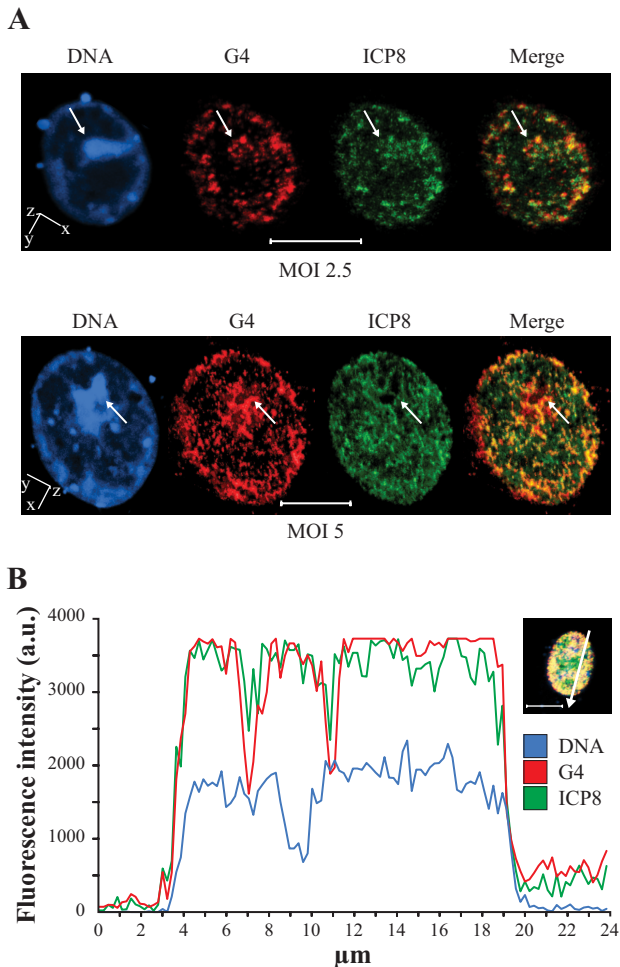 A
DNA G4 ICP8 Merge
z
y x
MOI 2.5
DNA G4 ICP8 Merge
y
x z
MOI 5
B
Fluorescence intensity (a.u.)
4000
3000
2000
1000
0
DNA
G4
ICP8
0 2 4 6 8 10 12 14 16 18 20 22 24
µm